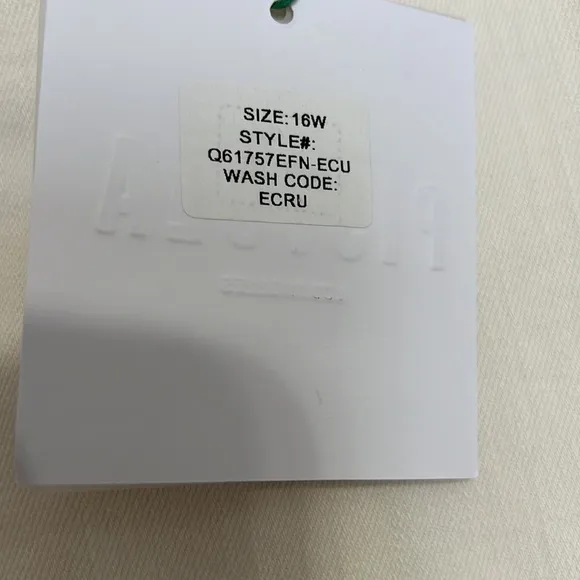 SIZE:16W
STYLE#:
Q61757EFN-ECU
WASH CODE:
ECRU